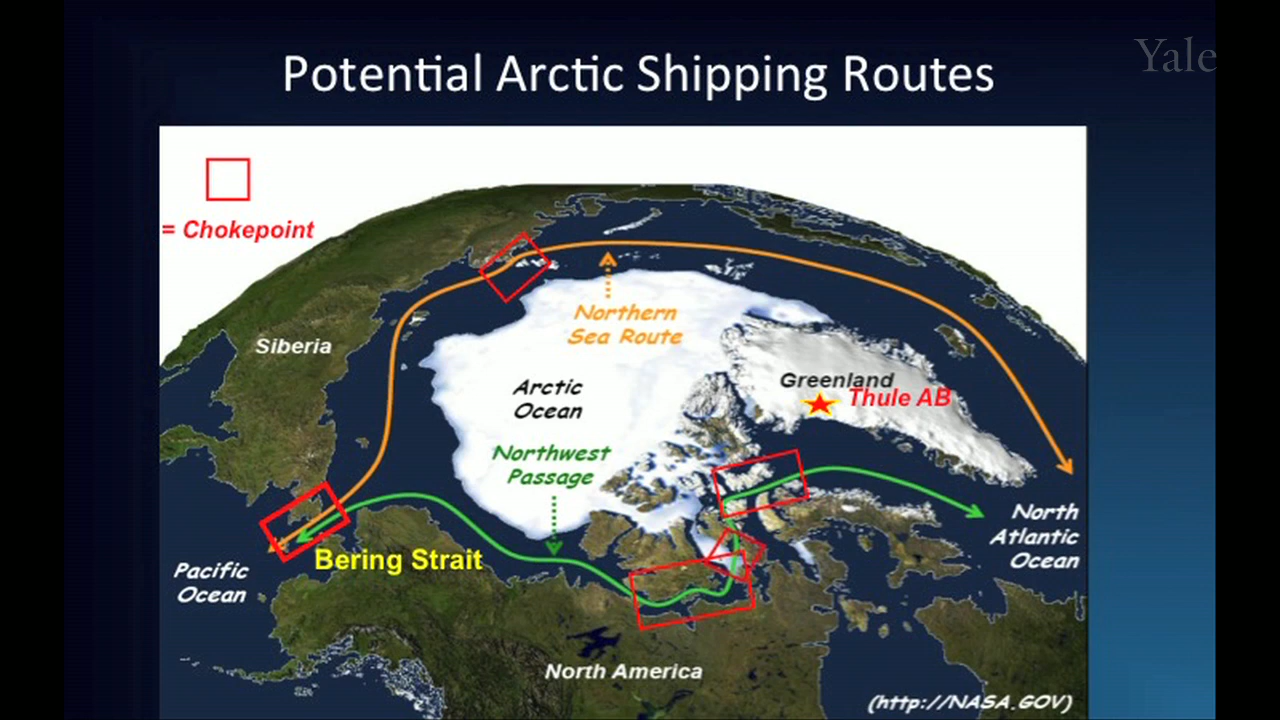 Potential Arctic Shipping Routes
Yale
= Chokepoint
Northern
Sea Route
Siberia
Arctic
Ocean
Greenland
Thule AB
Northwest
Passage
North
Atlantic
Ocean
Bering Strait
Pacific
Ocean
North America
(http://NASA.GOV)